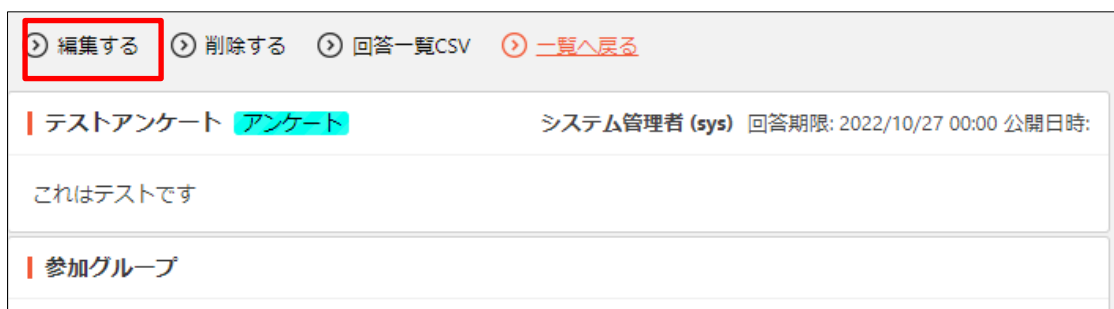 編集する 削除する 回答一覧CSV 一覧へ戻る
テストアンケート アンケート システム管理者 (sys) 回答期限: 2022/10/27 00:00 公開日時:
これはテストです
参加グループ